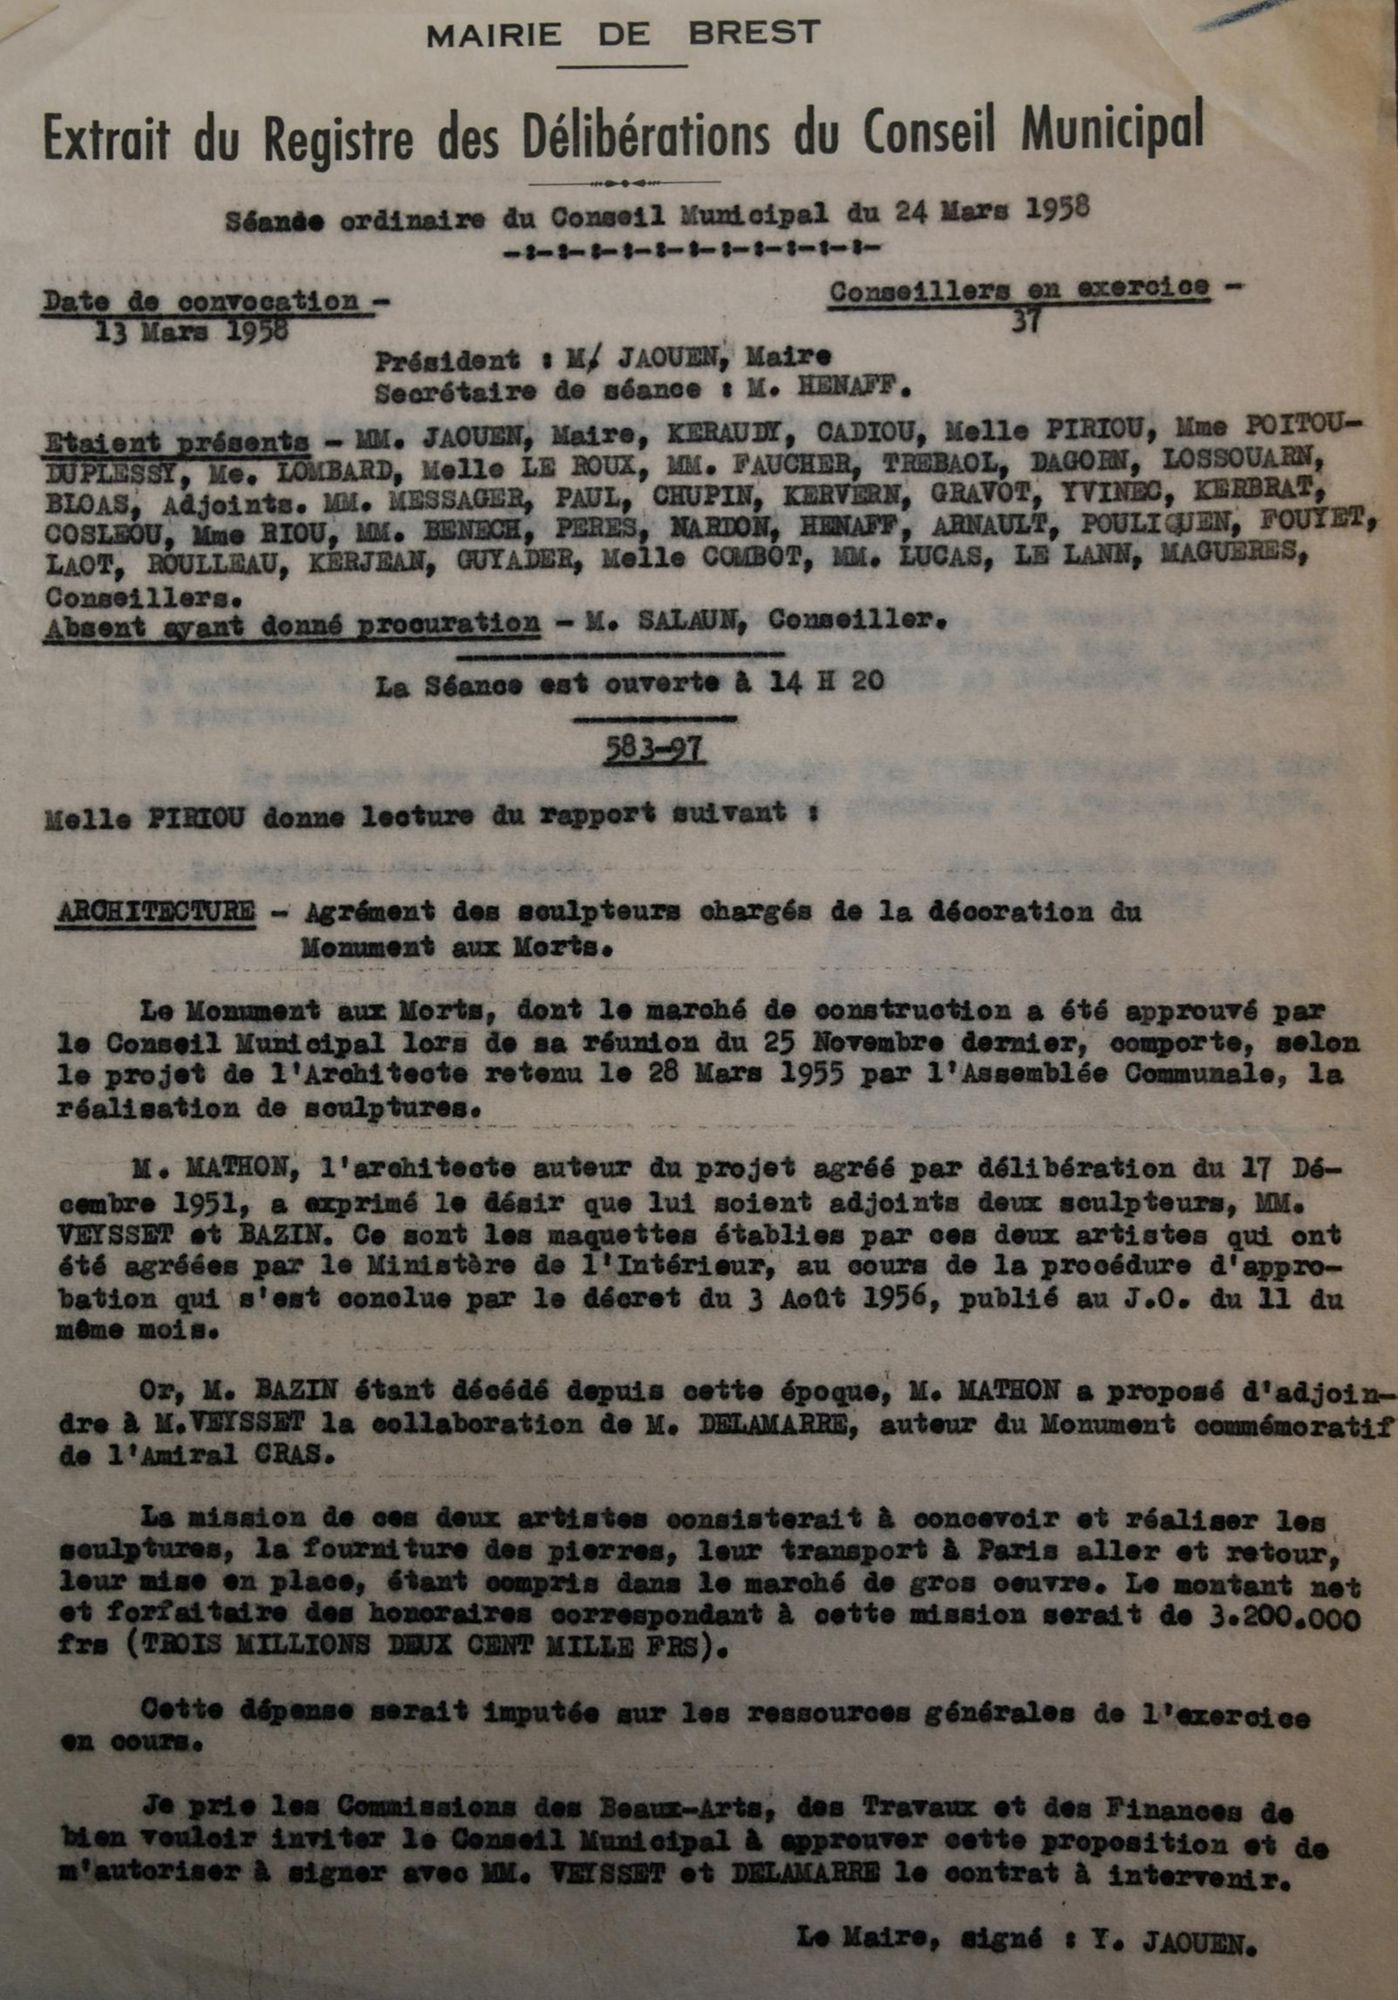 MAIRIE DE BREST
Extrait du Registre des Délibérations du Conseil Municipal
Séande ordinaire du Conseil Municipal du 24 Mars 1958
-:-:-:-:-:-:-:-:-:-:-:-
Date de convocation -
13 Mars 1958
Conseillers en exercice -
37
Président : M/ JAOUEN, Maire
Secrétaire de séance : M. HENAFF.
Etaient présents - MM. JAOUEN, Maire, KERAUDY, CADIOU, Melle PIRIOU, Mme POITOU-
DUPLESSY, Me. LOMBARD, Melle LE ROUX, MM. FAUCHER, TREBAOL, DAGORN, LOSSOUARN,
BLOAS, Adjoints. MM. MESSAGER, PAUL, CHUPIN, KERVERN, GRAVOT, YVINEC, KERBRAT,
COSLEOU, Mme RIOU, MM. BENECH, PERES, NARDON, HENAFF, ARNAULT, POULIQUEN, FOUYET,
LAOT, ROULLEAU, KERJEAN, GUYADER, Melle COMBOT, MM. LUCAS, LE LANN, MAGUERES,
Conseillers.
Absent ayant donné procuration - M. SALAUN, Conseiller.
La Séance est ouverte à 14 H 20
583-97
Melle PIRIOU donne lecture du rapport suivant :
ARCHITECTURE - Agrément des sculpteurs chargés de la décoration du
Monument aux Morts.
Le Monument aux Morts, dont le marché de construction a été approuvé par
le Conseil Municipal lors de sa réunion du 25 Novembre dernier, comporte, selon
le projet de l'Architecte retenu le 28 Mars 1955 par l'Assemblée Communale, la
réalisation de sculptures.
M. MATHON, l'architecte auteur du projet agréé par délibération du 17 Dé-
cembre 1951, a exprimé le désir que lui soient adjoints deux sculpteurs, MM.
VEYSSET et BAZIN. Ce sont les maquettes établies par ces deux artistes qui ont
été agréées par le Ministère de l'Intérieur, au cours de la procédure d'appro-
bation qui s'est conclue par le décret du 3 Août 1956, publié au J.O. du 11 du
même mois.
Or, M. BAZIN étant décédé depuis cette époque, M. MATHON a proposé d'adjoin-
dre à M.VEYSSET la collaboration de M. DELAMARRE, auteur du Monument commémoratif
de l'Amiral CRAS.
La mission de ces deux artistes consisterait à concevoir et réaliser les
sculptures, la fourniture des pierres, leur transport à Paris aller et retour,
leur mise en place, étant compris dans le marché de gros oeuvre. Le montant net
et forfaitaire des honoraires correspondant à cette mission serait de 3.200.000
frs (TROIS MILLIONS DEUX CENT MILLE FRS).
Cette dépense serait imputée sur les ressources générales de l'exercice
en cours.
Je prie les Commissions des Beaux-Arts, des Travaux et des Finances de
bien vouloir inviter le Conseil Municipal à approuver cette proposition et de
m'autoriser à signer avec MM. VEYSSET et DELAMARRE le contrat à intervenir.
Le Maire, signé : Y. JAOUEN.